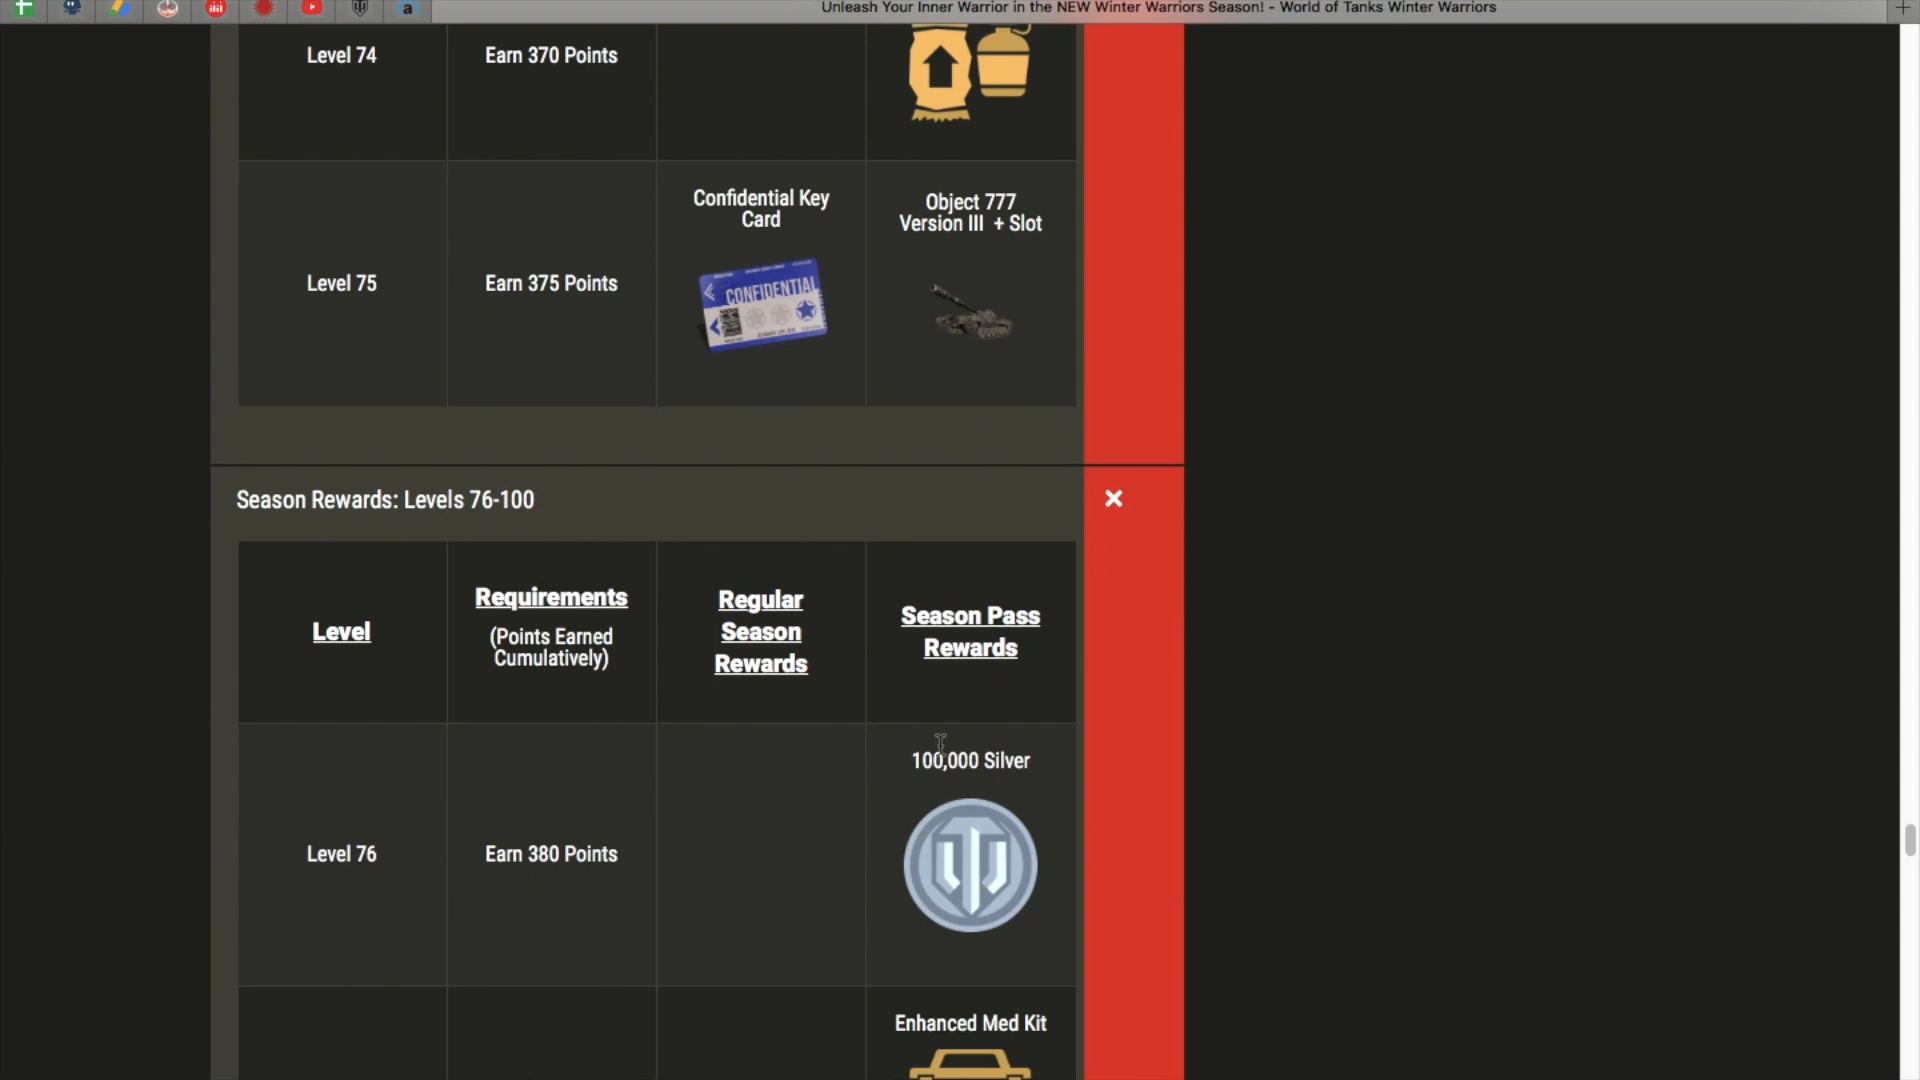 Unleash Your Inner Warrior in the NEW Winter Warriors Season! - World of Tanks Winter Warriors
Level 74
Earn 370 Points
Level 75
Earn 375 Points
Confidential Key
Card
CONFIDENTIAL
Object 777
Version III + Slot
Season Rewards: Levels 76-100
Level
Requirements
(Points Earned
Cumulatively)
Regular
Season
Rewards
Season Pass
Rewards
Level 76
Earn 380 Points
100,000 Silver
Enhanced Med Kit